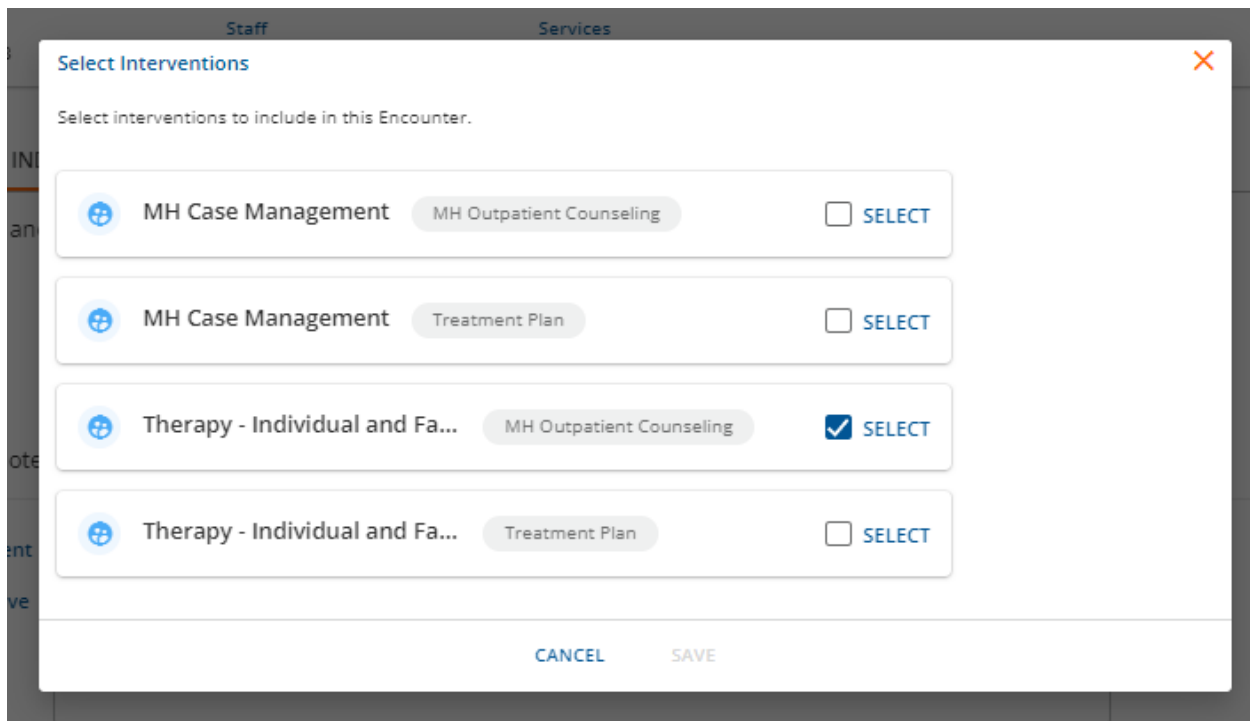 Staff Services
Select Interventions
Select interventions to include in this Encounter.
MH Case Management MH Outpatient Counseling SELECT
MH Case Management Treatment Plan SELECT
Therapy - Individual and Fa... MH Outpatient Counseling SELECT
Therapy - Individual and Fa... Treatment Plan SELECT
CANCEL SAVE